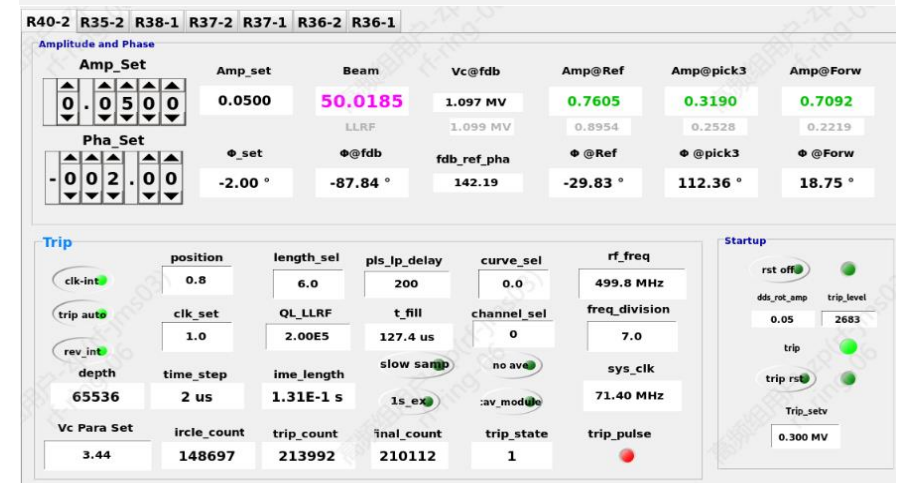 R40-2 R35-2 R38-1 R37-2 R37-1 R36-2 R36-1
Amplitude and Phase
Amp_Set Amp_set Beam Vc@fdb Amp@Ref Amp@pick3 Amp@Forw
0.0500 0.0500 50.0185 1.097 MV 0.7605 0.3190 0.7092
LLRF 1.099 MV 0.8954 0.2528 0.2219
Pha_Set Φ_set Φ@fdb fdb_ref_pha Φ @Ref Φ @pick3 Φ @Forw
-002.00 -2.00 ° -87.84 ° 142.19 -29.83 ° 112.36 ° 18.75 °
Trip
position length_sel pls_lp_delay curve_sel rf_freq
clk-int 0.8 6.0 200 0.0 499.8 MHz
trip auto clk_set QL_LLRF t_fill channel_sel freq_division
1.0 2.00E5 127.4 us 0 7.0
rev_int
depth time_step ime_length slow samp no ave sys_clk
65536 2 us 1.31E-1 s 1s_ex :av_module 71.40 MHz
Vc Para Set ircle_count trip_count inal_count trip_state trip_pulse
3.44 148697 213992 210112 1
Startup
rst off
dds_rot_amp trip_level
0.05 2683
trip
trip rst
Trip_setv
0.300 MV